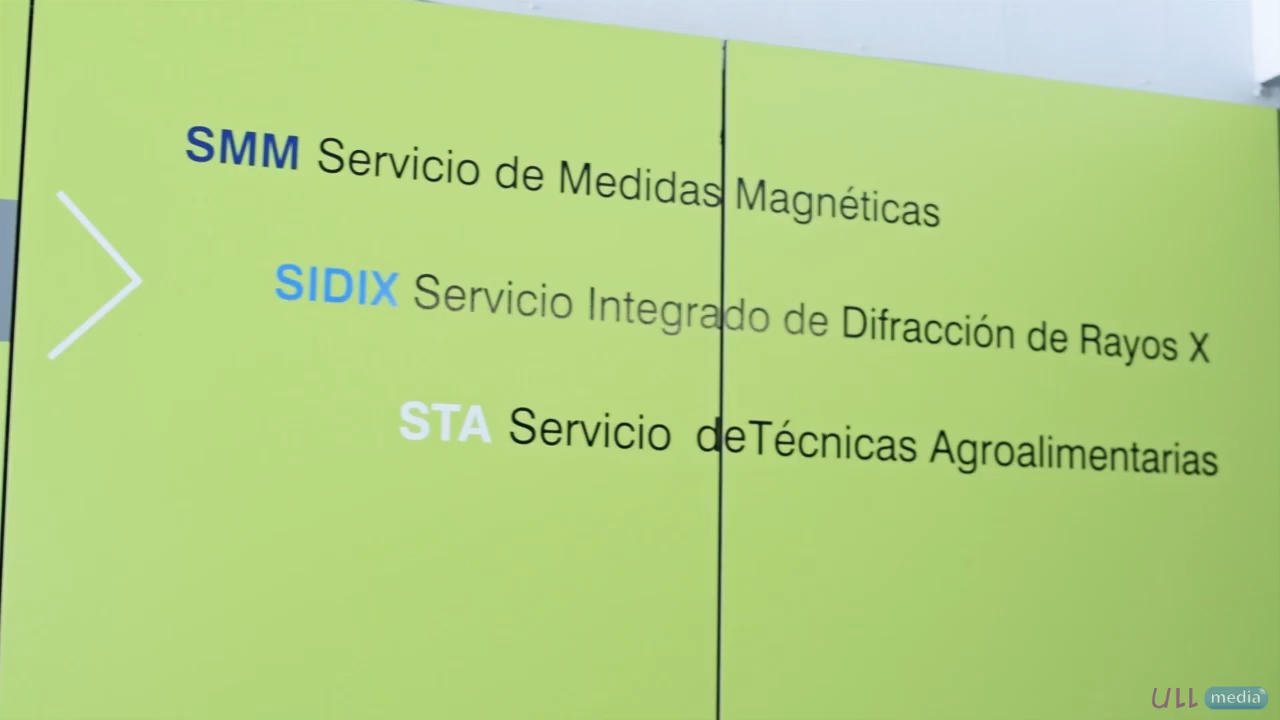 SMM Servicio de Medidas Magnéticas
SIDIX Servicio Integrado de Difracción de Rayos X
STA Servicio deTécnicas Agroalimentarias
ULL media